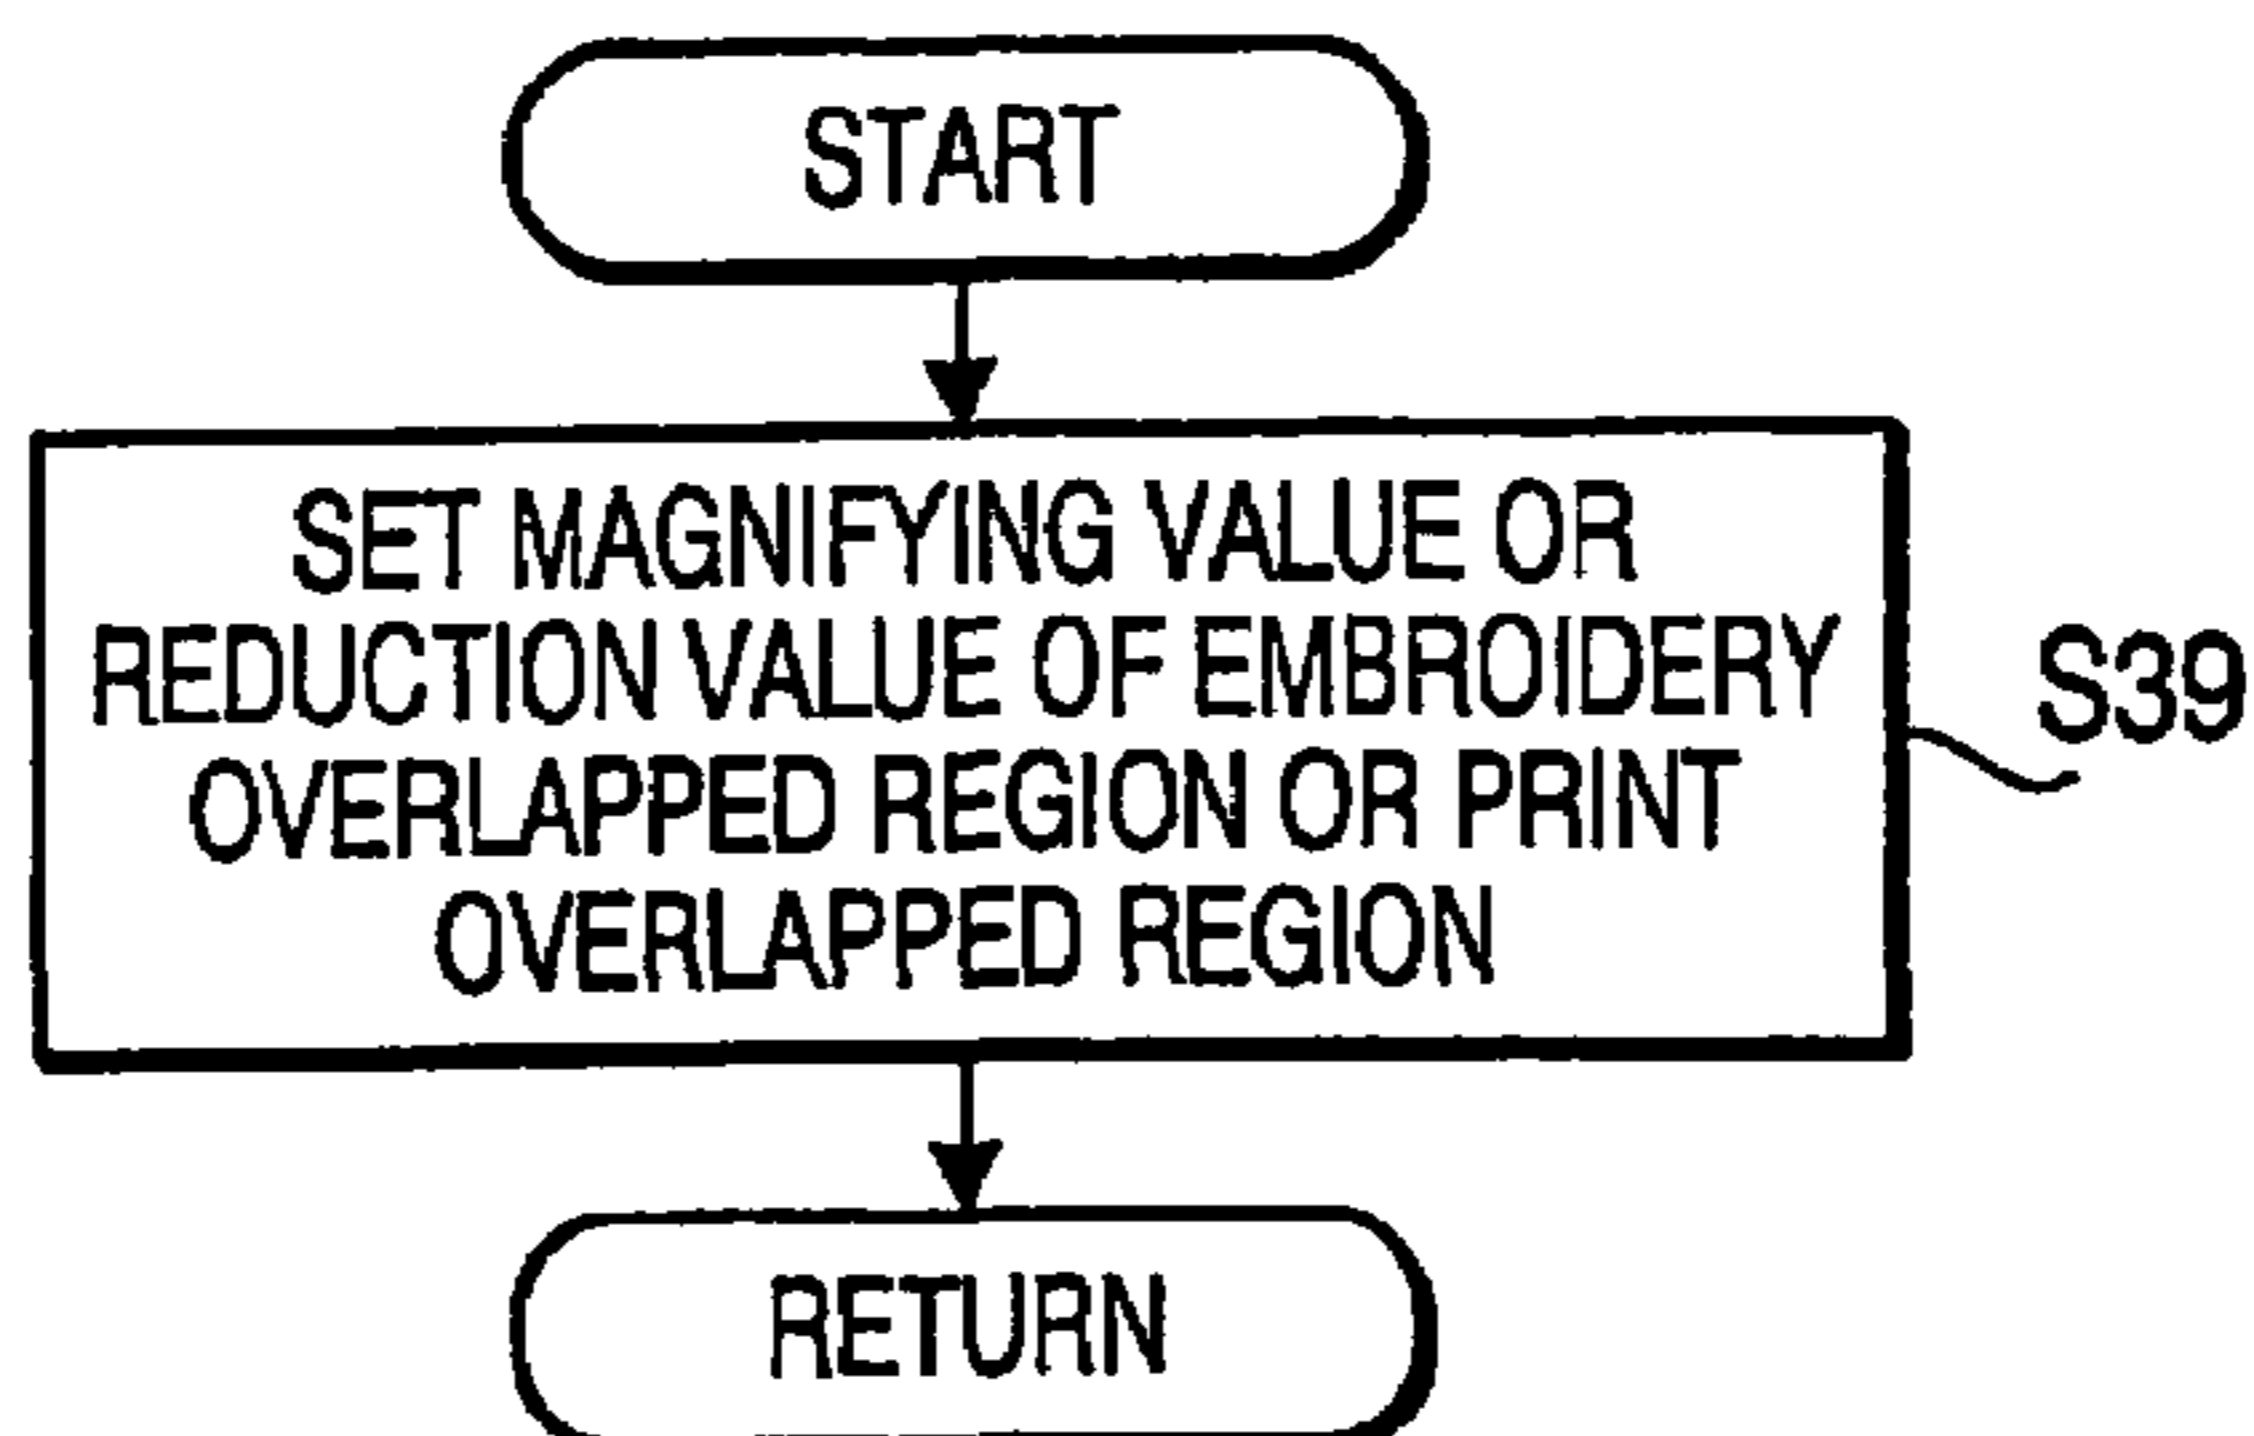 START
SET MAGNIFYING VALUE OR
REDUCTION VALUE OF EMBROIDERY
OVERLAPPED REGION OR PRINT
OVERLAPPED REGION
S39
RETURN